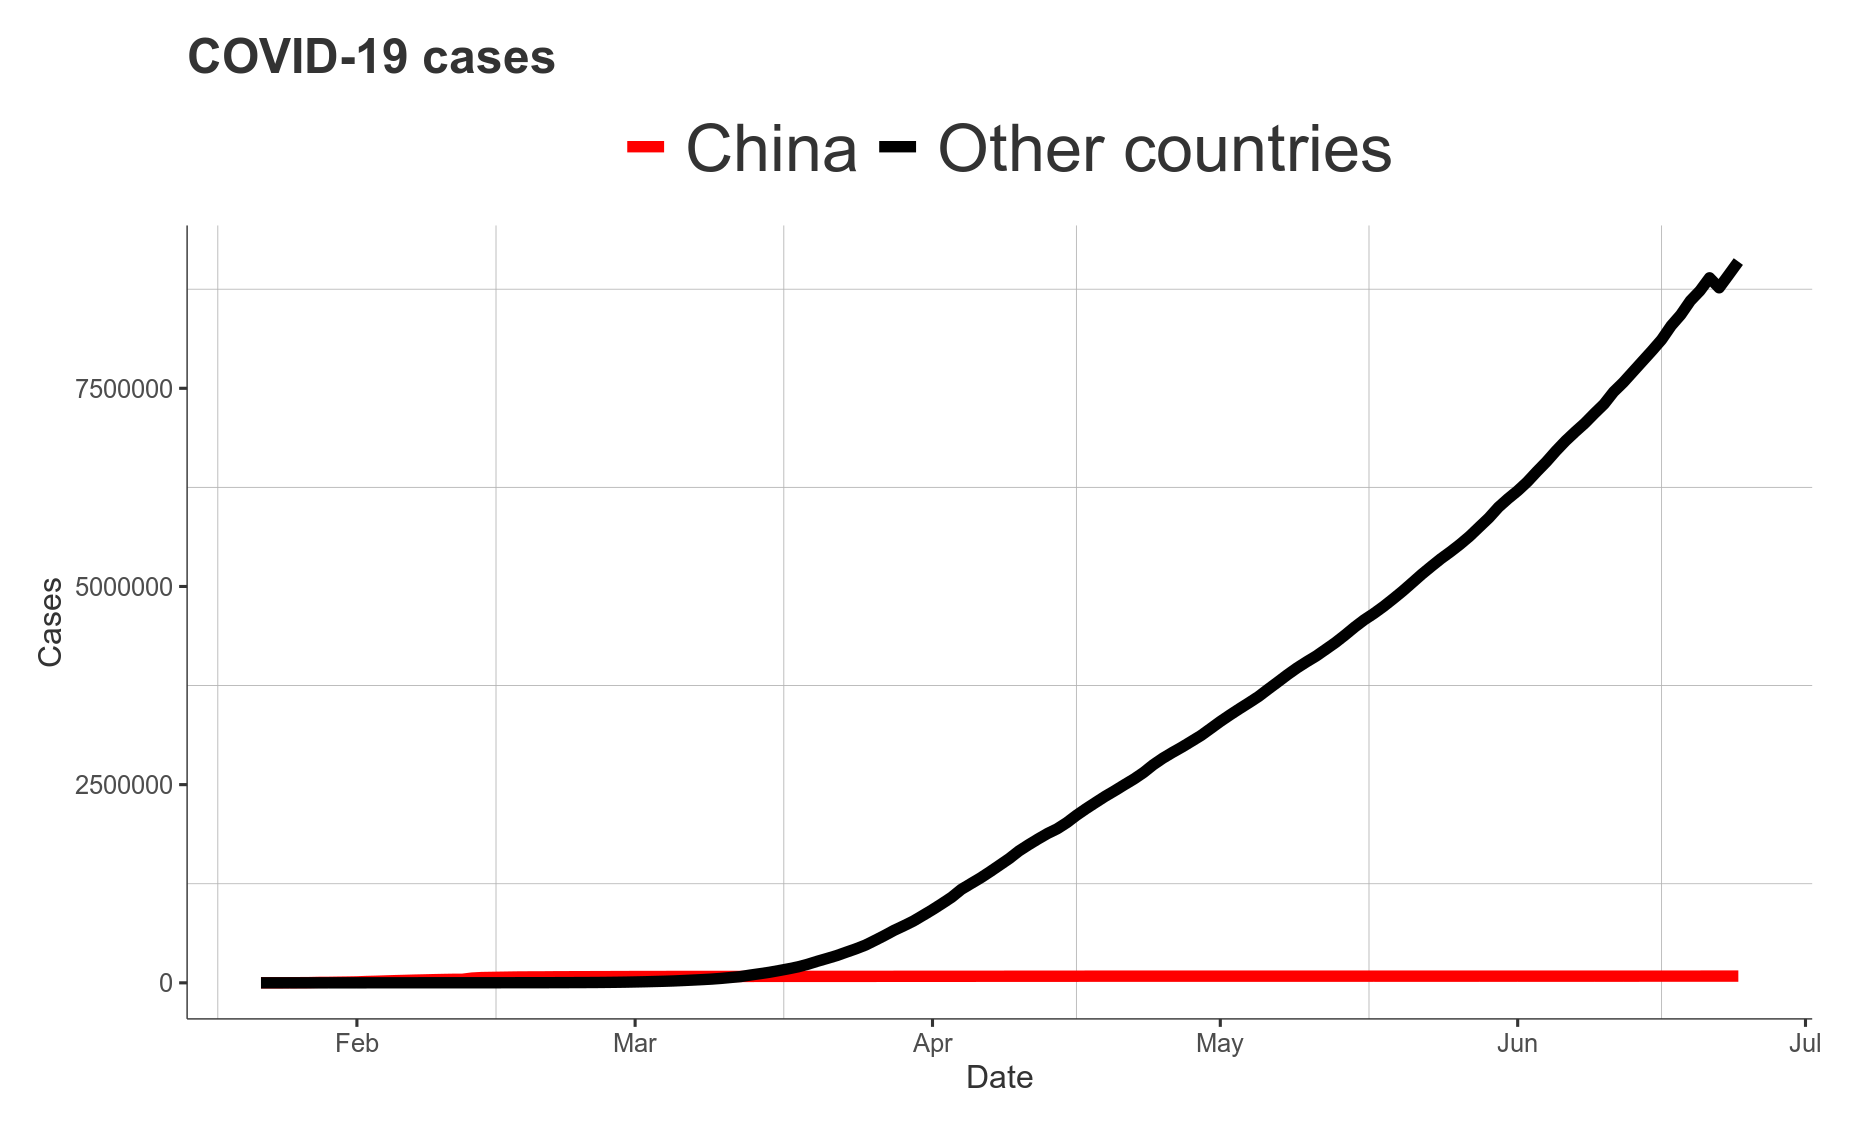 COVID-19 cases
China Other countries
7500000
5000000
2500000
0
Cases
Feb Mar Apr May Jun Jul
Date